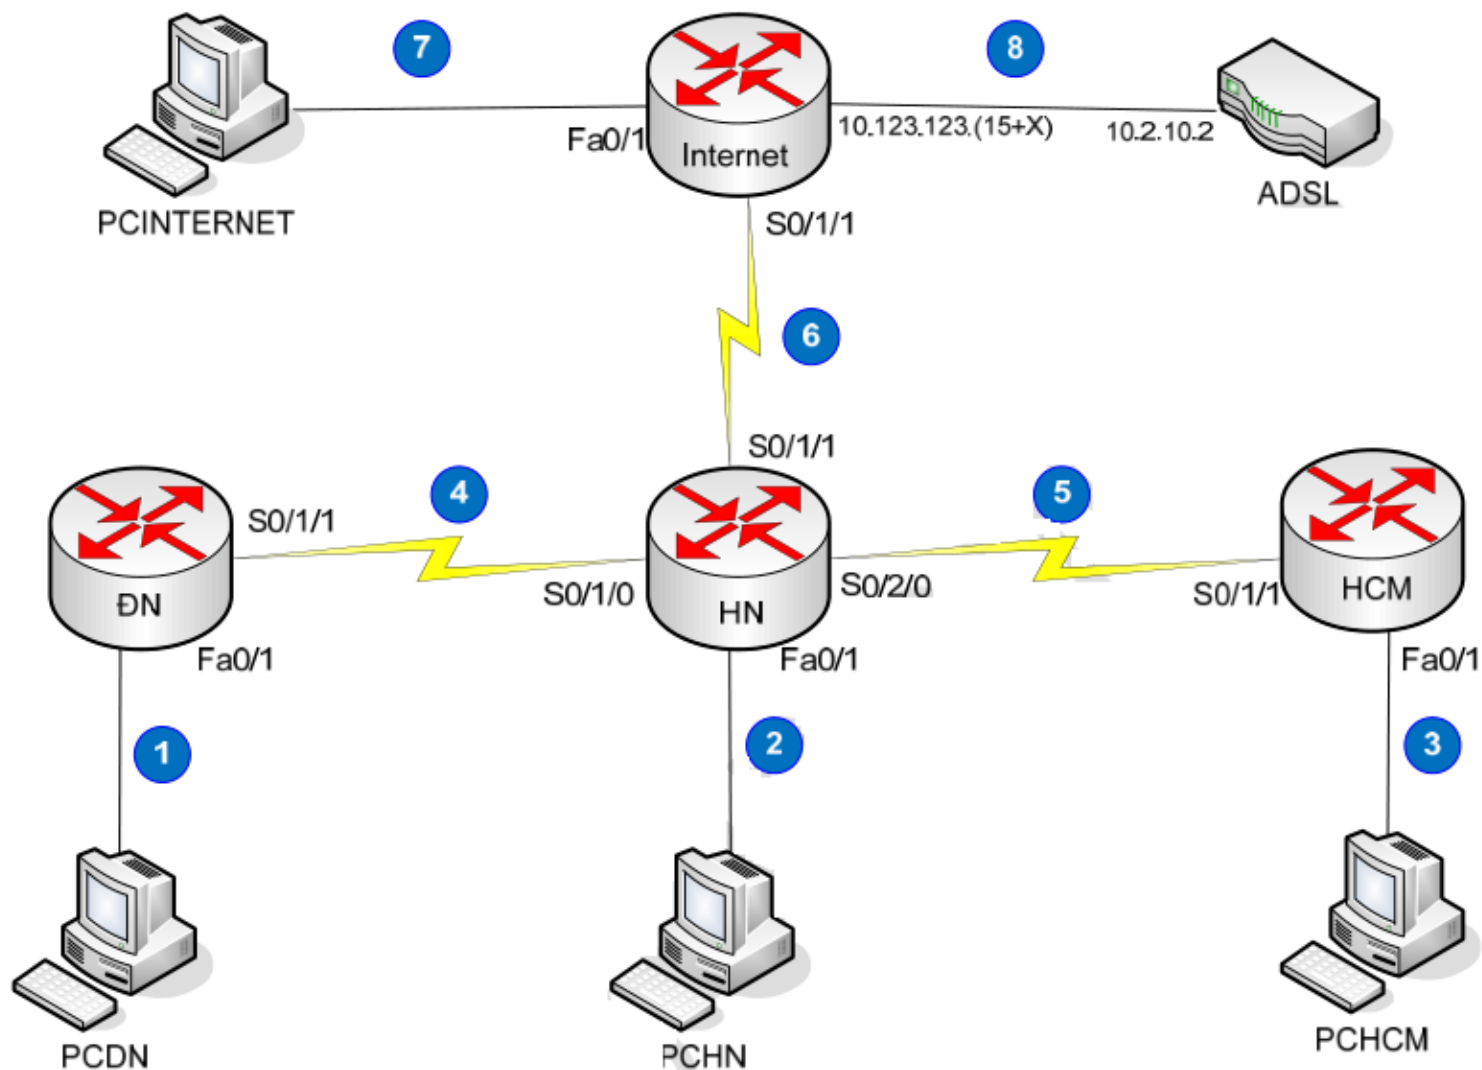 7
8
Fa0/1
Internet
10.123.123.(15+X)
10.2.10.2
PCINTERNET
ADSL
S0/1/1
6
S0/1/1
4
5
S0/1/1
S0/1/0
S0/2/0
S0/1/1
ĐN
HN
HCM
Fa0/1
Fa0/1
Fa0/1
1
2
3
PCDN
PCHN
PCHCM